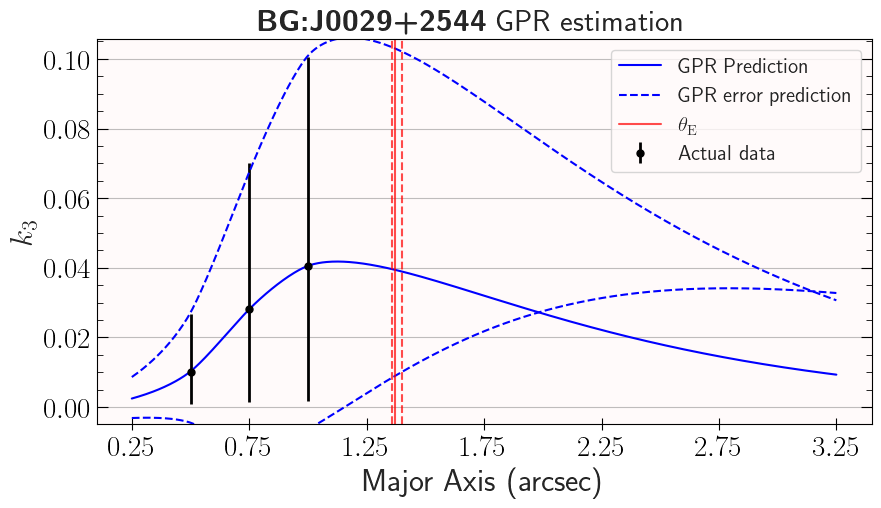 BG:J0029+2544 GPR estimation
0.10
0.08
0.06
0.04
0.02
0.00
k₃
GPR Prediction
GPR error prediction
θ_E
Actual data
0.25 0.75 1.25 1.75 2.25 2.75 3.25
Major Axis (arcsec)